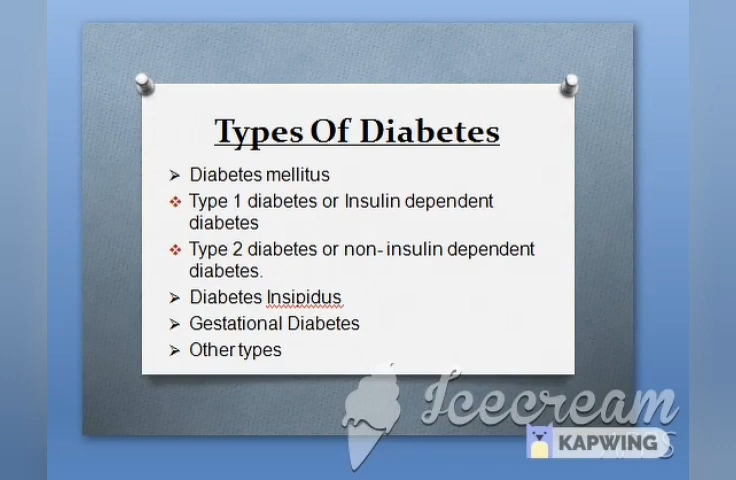 Types Of Diabetes
➢ Diabetes mellitus
❖ Type 1 diabetes or Insulin dependent
diabetes
❖ Type 2 diabetes or non-insulin dependent
diabetes.
➢ Diabetes Insipidus
➢ Gestational Diabetes
➢ Other types
Icecream
KAPWING